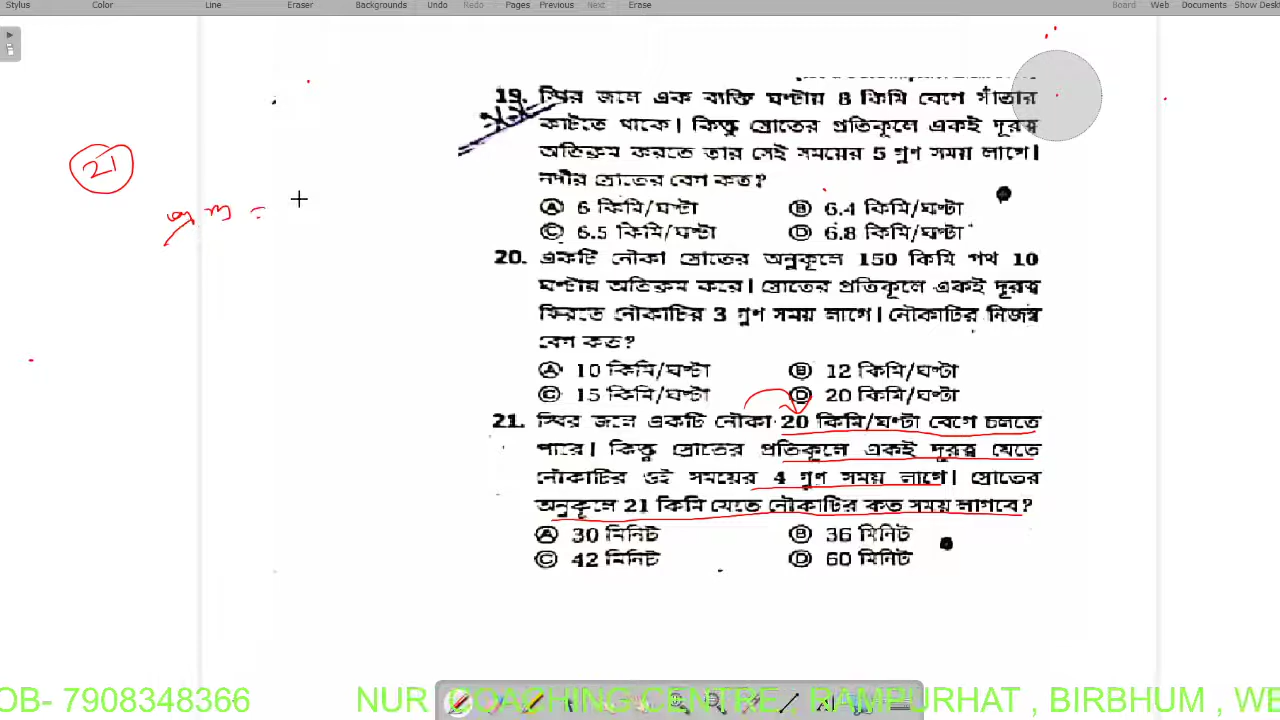 Stylus Color Line Eraser Backgrounds Undo Redo Pages Previous Next Erase Board Web Documents Show Desk
19. স্থির জলে এক ব্যক্তি ঘণ্টায় 8 কিমি বেগে সাঁতার
কাটতে থাকে। কিন্তু স্রোতের প্রতিকূলে একই দূরত্ব
অতিক্রম করতে তার সেই সময়ের 5 গুণ সময় লাগে।
নদীর স্রোতের বেগ কত?
A 6 কিমি/ঘণ্টা B 6.4 কিমি/ঘণ্টা
C 6.5 কিমি/ঘণ্টা D 6.8 কিমি/ঘণ্টা
20. একটি নৌকা স্রোতের অনুকূলে 150 কিমি পথ 10
ঘণ্টায় অতিক্রম করে। স্রোতের প্রতিকূলে একই দূরত্ব
ফিরতে নৌকাটির 3 গুণ সময় লাগে। নৌকাটির নিজস্ব
বেগ কত?
A 10 কিমি/ঘণ্টা B 12 কিমি/ঘণ্টা
C 15 কিমি/ঘণ্টা D 20 কিমি/ঘণ্টা
21. স্থির জলে একটি নৌকা 20 কিমি/ঘণ্টা বেগে চলতে
পারে। কিন্তু স্রোতের প্রতিকূলে একই দূরত্ব যেতে
নৌকাটির ওই সময়ের 4 গুণ সময় লাগে। স্রোতের
অনুকূলে 21 কিমি যেতে নৌকাটির কত সময় লাগবে?
A 30 মিনিট B 36 মিনিট
C 42 মিনিট D 60 মিনিট
21
=
OB- 7908348366 NUR COACHING CENTRE, RAMPURHAT , BIRBHUM , WE